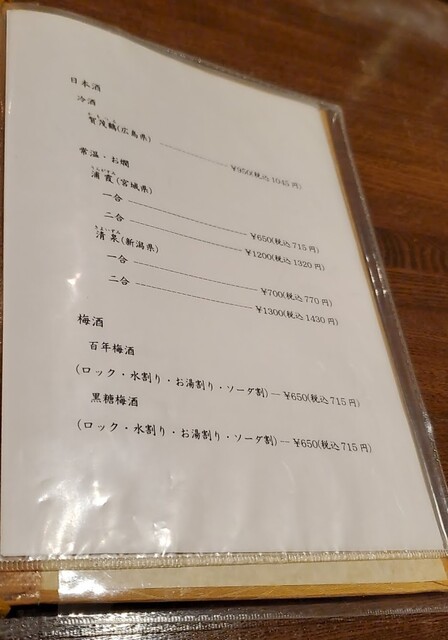 日本酒
冷酒
賀茂鶴(広島県) ---------- ¥950(税込 1045 円)
常温・お燗
浦霞(宮城県)
一合 ---------- ¥650(税込 715 円)
二合 ---------- ¥1200(税込 1320 円)
清泉(新潟県)
一合 ---------- ¥700(税込 770 円)
二合 ---------- ¥1300(税込 1430 円)
梅酒
百年梅酒
(ロック・水割り・お湯割り・ソーダ割) --- ¥650(税込 715 円)
黒糖梅酒
(ロック・水割り・お湯割り・ソーダ割) --- ¥650(税込 715 円)